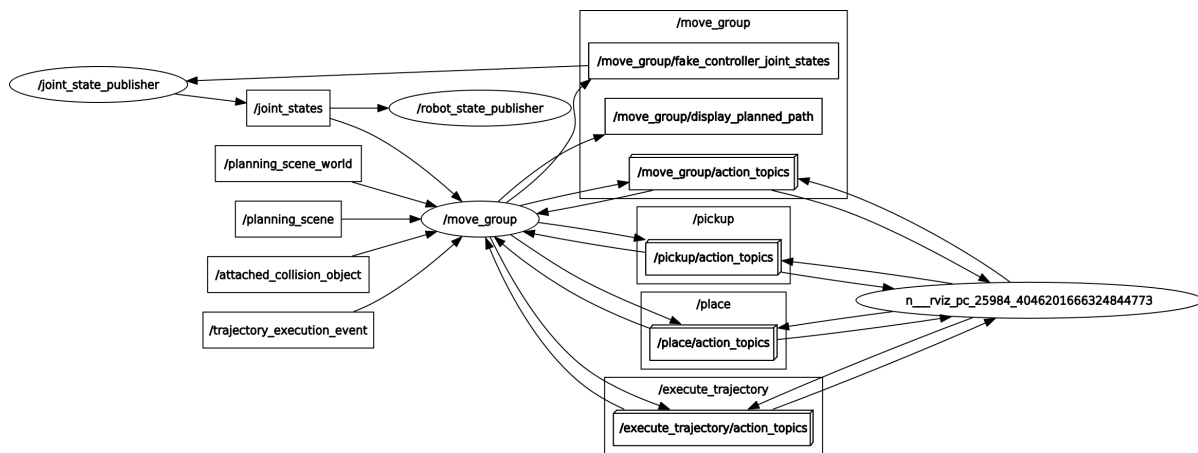 /move_group
/move_group/fake_controller_joint_states
/joint_state_publisher
/joint_states
/robot_state_publisher
/move_group/display_planned_path
/planning_scene_world
/move_group/action_topics
/planning_scene
/move_group
/pickup
/pickup/action_topics
/attached_collision_object
/place
n___rviz_pc_25984_4046201666324844773
/trajectory_execution_event
/place/action_topics
/execute_trajectory
/execute_trajectory/action_topics